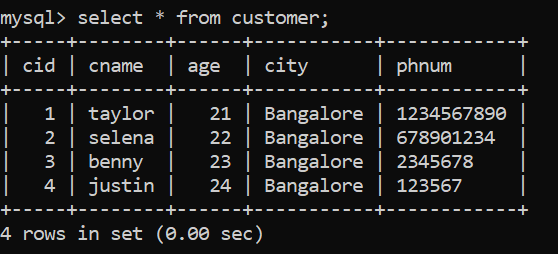 mysql> select * from customer;
+-----+--------+------+-----------+------------+
| cid | cname  | age  | city      | phnum      |
+-----+--------+------+-----------+------------+
|   1 | taylor |   21 | Bangalore | 1234567890 |
|   2 | selena |   22 | Bangalore | 678901234  |
|   3 | benny  |   23 | Bangalore | 2345678    |
|   4 | justin |   24 | Bangalore | 123567     |
+-----+--------+------+-----------+------------+
4 rows in set (0.00 sec)